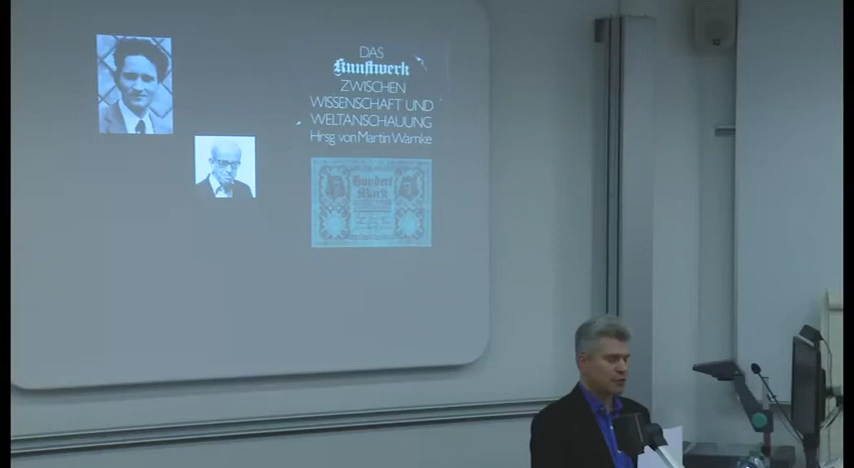 DAS
Kunstwerk
ZWISCHEN
WISSENSCHAFT UND
WELTANSCHAUUNG
Hrsg. von Martin Warnke
Hundert
Mark